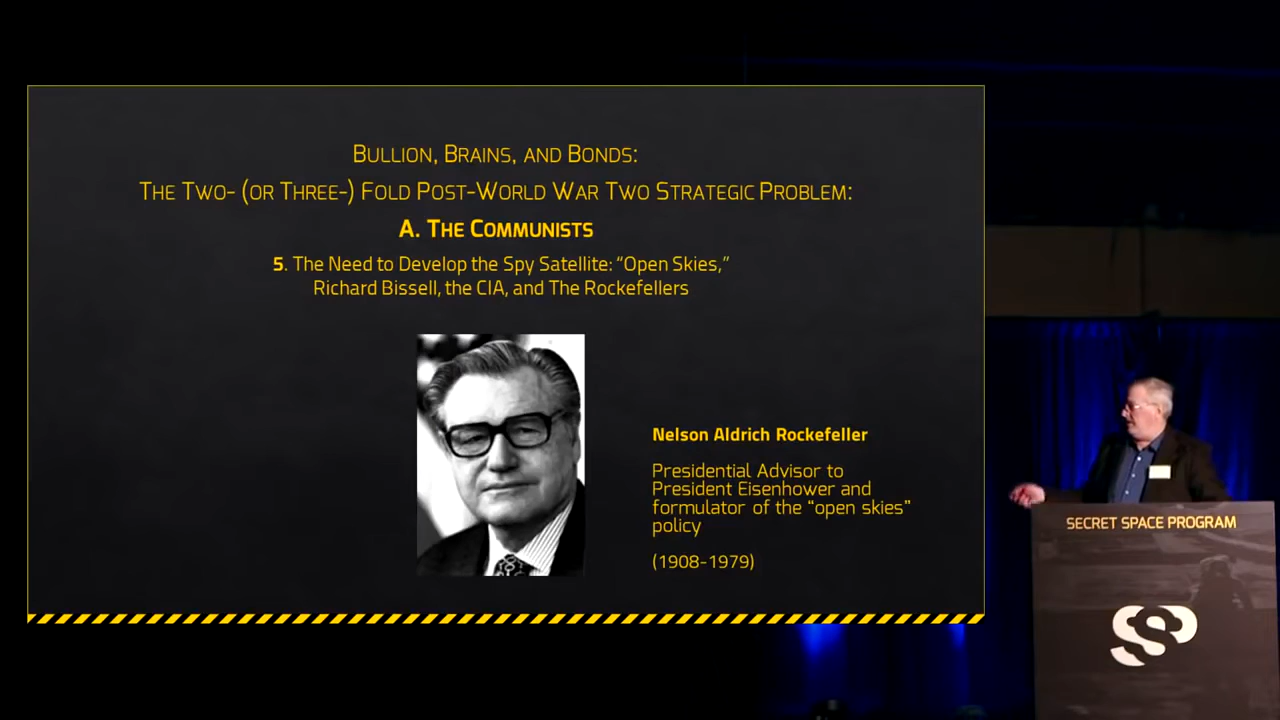 Bullion, Brains, and Bonds:
The Two- (or Three-) Fold Post-World War Two Strategic Problem:
A. The Communists
5. The Need to Develop the Spy Satellite: “Open Skies,”
Richard Bissell, the CIA, and The Rockefellers
Nelson Aldrich Rockefeller
Presidential Advisor to
President Eisenhower and
formulator of the “open skies”
policy
(1908-1979)
SECRET SPACE PROGRAM
SSP